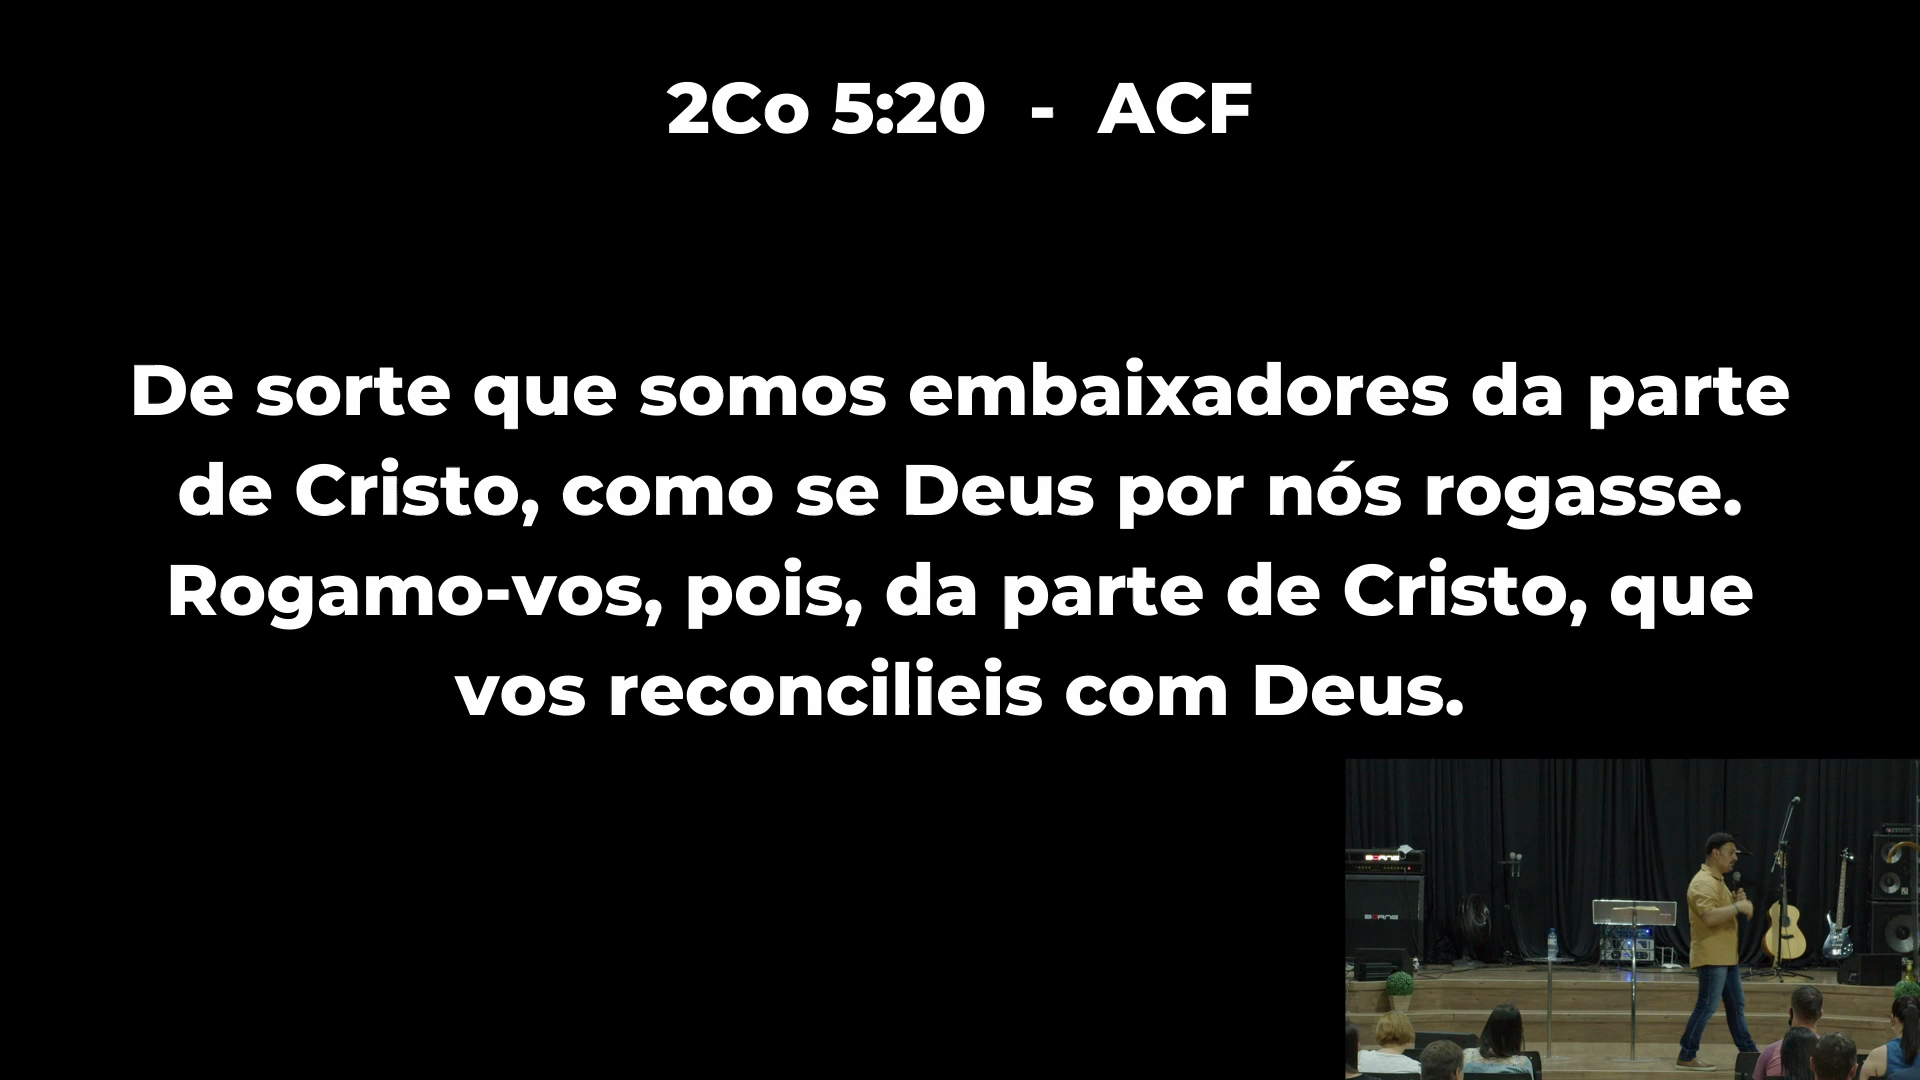 2Co 5:20 - ACF
De sorte que somos embaixadores da parte
de Cristo, como se Deus por nós rogasse.
Rogamo-vos, pois, da parte de Cristo, que
vos reconcilieis com Deus.